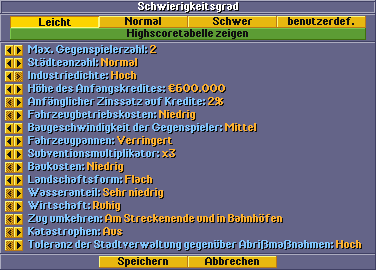 Schwierigkeitsgrad
Leicht Normal Schwer benutzerdef.
Highscoretabelle zeigen
Max. Gegenspielerzahl: 2
Städteanzahl: Normal
Industriedichte: Hoch
Höhe des Anfangskredites: €600.000
Anfänglicher Zinssatz auf Kredite: 2%
Fahrzeugbetriebskosten: Niedrig
Baugeschwindigkeit der Gegenspieler: Mittel
Fahrzeugpannen: Verringert
Subventionsmultiplikator: x3
Baukosten: Niedrig
Landschaftsform: Flach
Wasseranteil: Sehr niedrig
Wirtschaft: Ruhig
Zug umkehren: Am Streckenende und in Bahnhöfen
Katastrophen: Aus
Toleranz der Stadtverwaltung gegenüber Abrißmaßnahmen: Hoch
Speichern Abbrechen